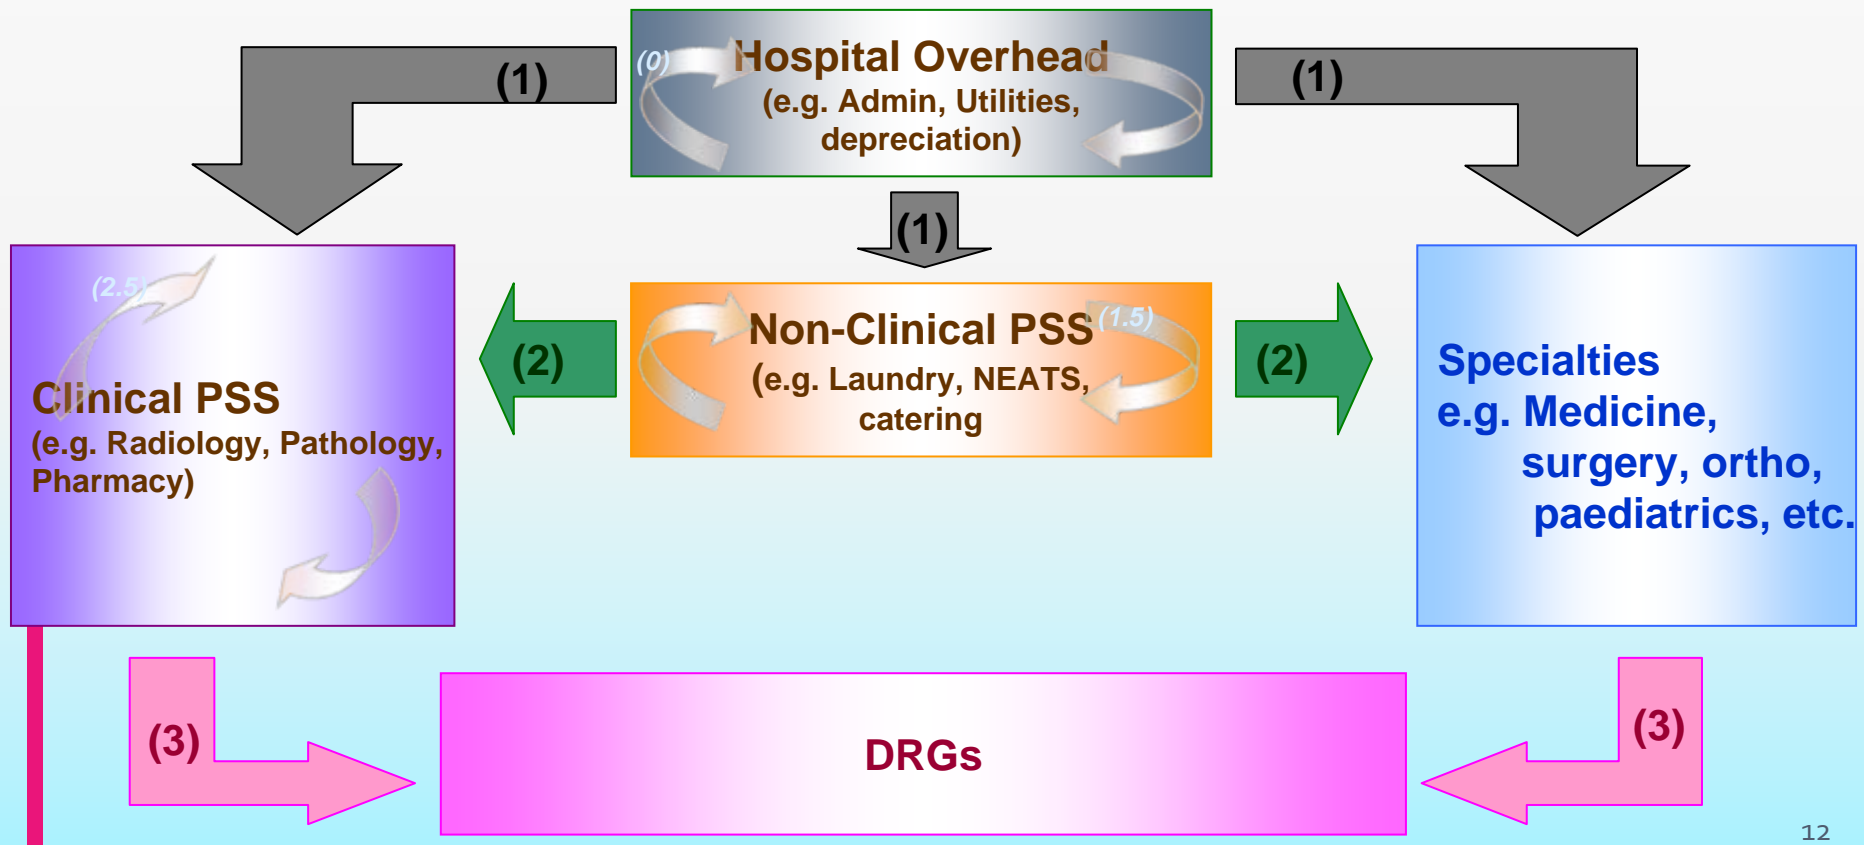 (1)
(0)
Hospital Overhead
(e.g. Admin, Utilities,
depreciation)
(1)
(1)
(2.5)
Clinical PSS
(e.g. Radiology, Pathology,
Pharmacy)
(2)
Non-Clinical PSS
(1.5)
(e.g. Laundry, NEATS,
catering
(2)
Specialties
e.g. Medicine,
surgery, ortho,
paediatrics, etc.
(3)
DRGs
(3)
12